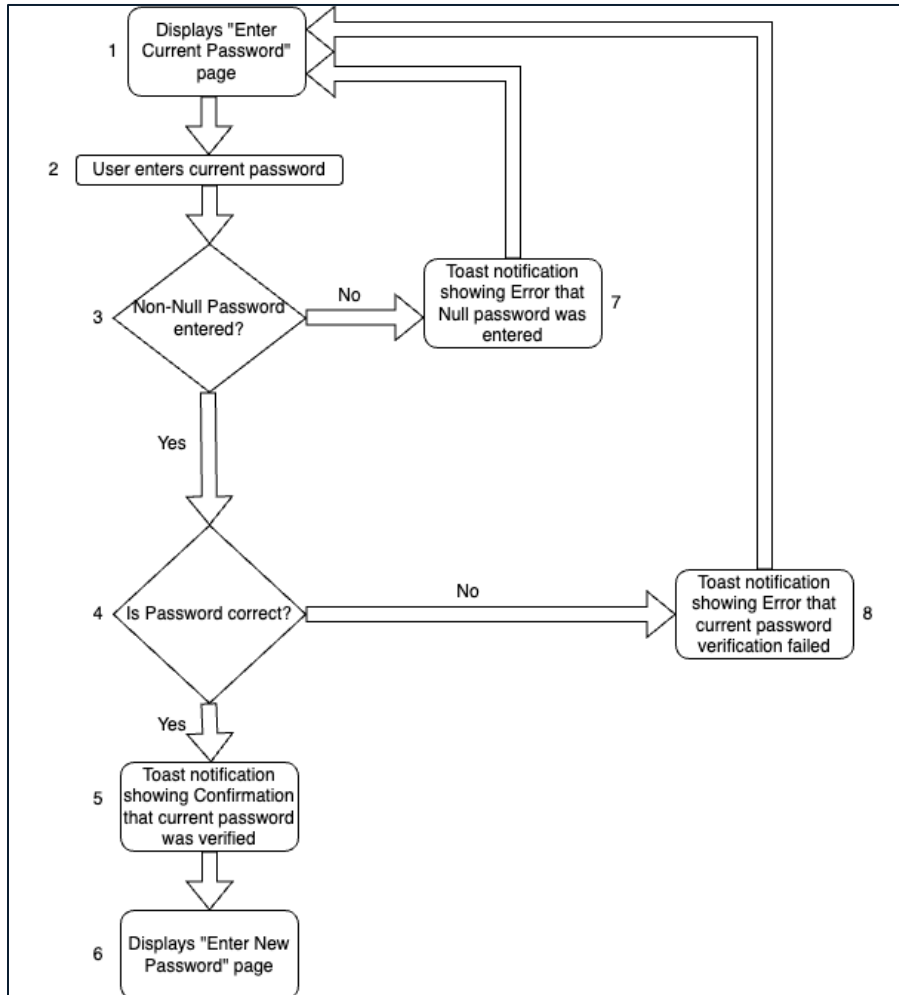 Displays "Enter
Current Password"
page
1
2
User enters current password
Non-Null Password
entered?
3
No
Toast notification
showing Error that
Null password was
entered
7
Yes
4
Is Password correct?
No
Toast notification
showing Error that
current password
verification failed
8
Yes
Toast notification
showing Confirmation
that current password
was verified
5
Displays "Enter New
Password" page
6